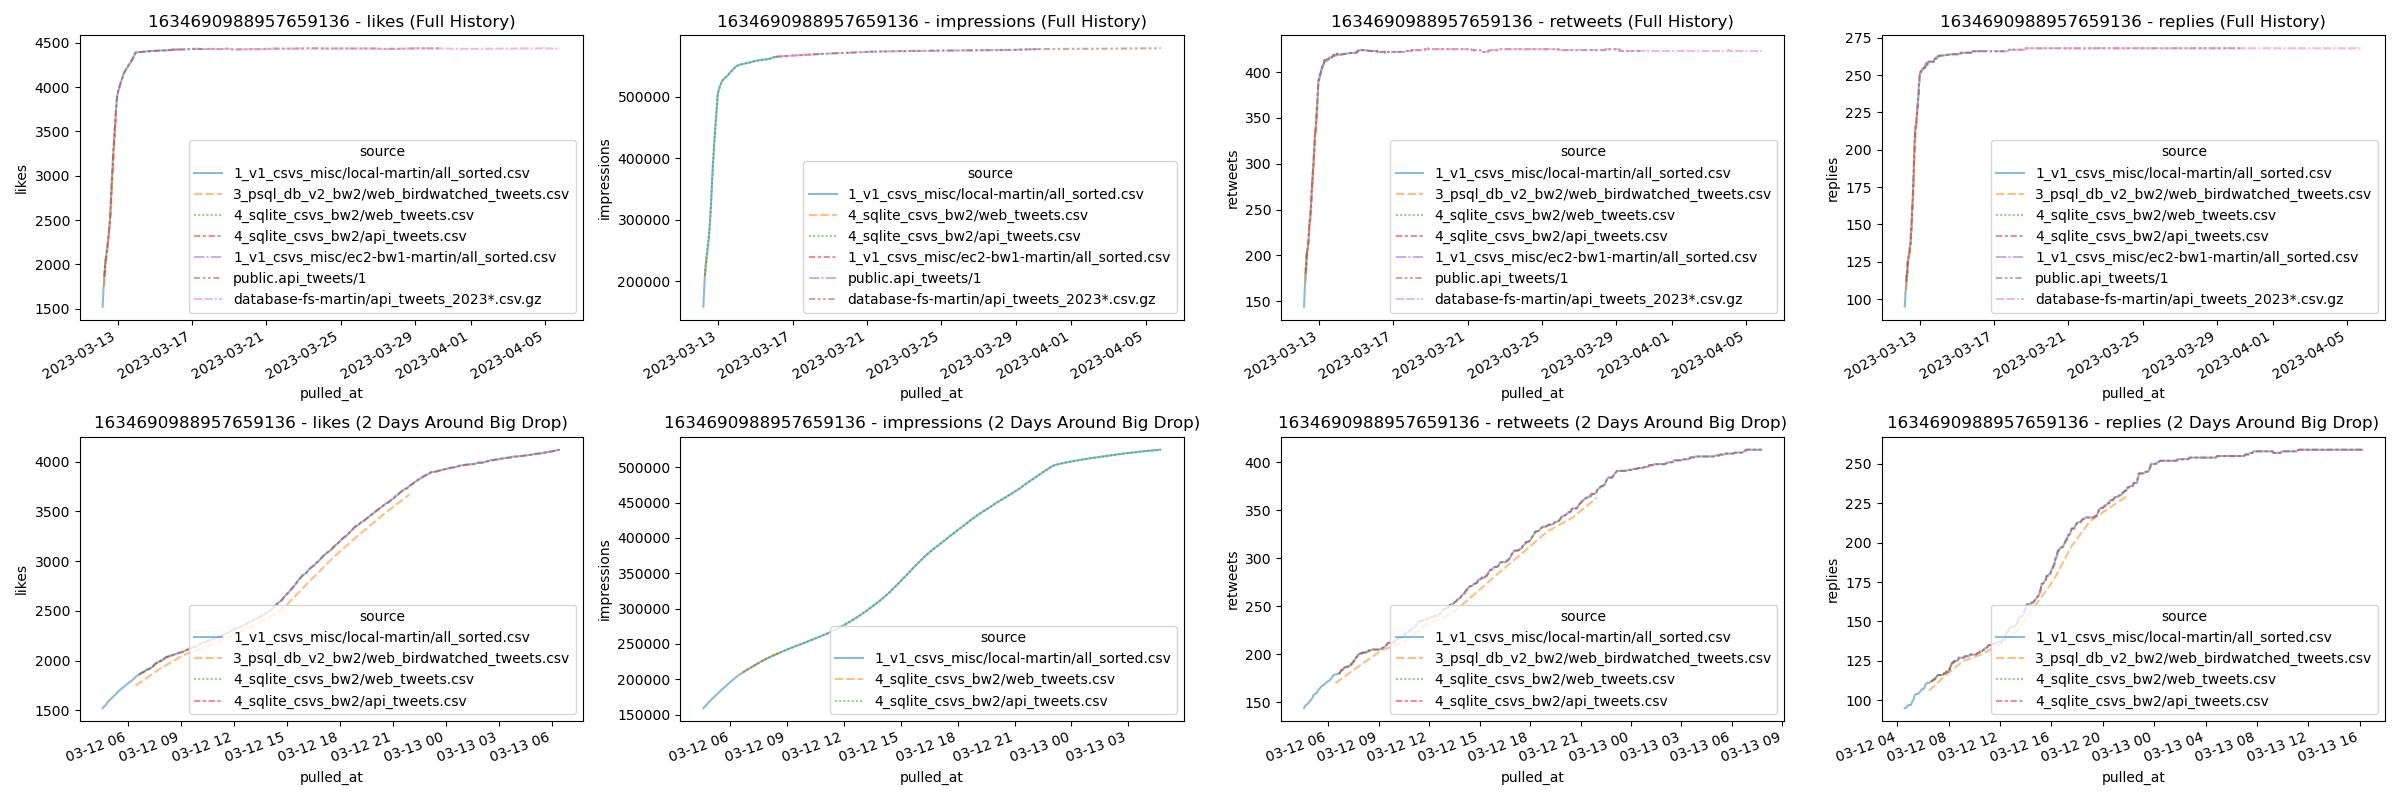 1634690988957659136 - likes (Full History)
4500
4000
3500
3000
2500
2000
1500
likes
source
1_v1_csvs_misc/local-martin/all_sorted.csv
3_psql_db_v2_bw2/web_birdwatched_tweets.csv
4_sqlite_csvs_bw2/web_tweets.csv
4_sqlite_csvs_bw2/api_tweets.csv
1_v1_csvs_misc/ec2-bw1-martin/all_sorted.csv
public.api_tweets/1
database-fs-martin/api_tweets_2023*.csv.gz
2023-03-13
2023-03-17
2023-03-21
2023-03-25
2023-03-29
2023-04-01
2023-04-05
pulled_at
1634690988957659136 - impressions (Full History)
500000
400000
300000
200000
impressions
source
1_v1_csvs_misc/local-martin/all_sorted.csv
4_sqlite_csvs_bw2/web_tweets.csv
4_sqlite_csvs_bw2/api_tweets.csv
1_v1_csvs_misc/ec2-bw1-martin/all_sorted.csv
public.api_tweets/1
database-fs-martin/api_tweets_2023*.csv.gz
2023-03-13
2023-03-17
2023-03-21
2023-03-25
2023-03-29
2023-04-01
2023-04-05
pulled_at
1634690988957659136 - retweets (Full History)
400
350
300
250
200
150
retweets
source
1_v1_csvs_misc/local-martin/all_sorted.csv
3_psql_db_v2_bw2/web_birdwatched_tweets.csv
4_sqlite_csvs_bw2/web_tweets.csv
4_sqlite_csvs_bw2/api_tweets.csv
1_v1_csvs_misc/ec2-bw1-martin/all_sorted.csv
public.api_tweets/1
database-fs-martin/api_tweets_2023*.csv.gz
2023-03-13
2023-03-17
2023-03-21
2023-03-25
2023-03-29
2023-04-01
2023-04-05
pulled_at
1634690988957659136 - replies (Full History)
275
250
225
200
175
150
125
100
replies
source
1_v1_csvs_misc/local-martin/all_sorted.csv
3_psql_db_v2_bw2/web_birdwatched_tweets.csv
4_sqlite_csvs_bw2/web_tweets.csv
4_sqlite_csvs_bw2/api_tweets.csv
1_v1_csvs_misc/ec2-bw1-martin/all_sorted.csv
public.api_tweets/1
database-fs-martin/api_tweets_2023*.csv.gz
2023-03-13
2023-03-17
2023-03-21
2023-03-25
2023-03-29
2023-04-01
2023-04-05
pulled_at
1634690988957659136 - likes (2 Days Around Big Drop)
4000
3500
3000
2500
2000
1500
likes
source
1_v1_csvs_misc/local-martin/all_sorted.csv
3_psql_db_v2_bw2/web_birdwatched_tweets.csv
4_sqlite_csvs_bw2/web_tweets.csv
4_sqlite_csvs_bw2/api_tweets.csv
03-12 06
03-12 09
03-12 12
03-12 15
03-12 18
03-12 21
03-13 00
03-13 03
03-13 06
pulled_at
1634690988957659136 - impressions (2 Days Around Big Drop)
500000
450000
400000
350000
300000
250000
200000
150000
impressions
source
1_v1_csvs_misc/local-martin/all_sorted.csv
4_sqlite_csvs_bw2/web_tweets.csv
4_sqlite_csvs_bw2/api_tweets.csv
03-12 06
03-12 09
03-12 12
03-12 15
03-12 18
03-12 21
03-13 00
03-13 03
pulled_at
1634690988957659136 - retweets (2 Days Around Big Drop)
400
350
300
250
200
150
retweets
source
1_v1_csvs_misc/local-martin/all_sorted.csv
3_psql_db_v2_bw2/web_birdwatched_tweets.csv
4_sqlite_csvs_bw2/web_tweets.csv
4_sqlite_csvs_bw2/api_tweets.csv
03-12 06
03-12 09
03-12 12
03-12 15
03-12 18
03-12 21
03-13 00
03-13 03
03-13 06
03-13 09
pulled_at
1634690988957659136 - replies (2 Days Around Big Drop)
250
225
200
175
150
125
100
replies
source
1_v1_csvs_misc/local-martin/all_sorted.csv
3_psql_db_v2_bw2/web_birdwatched_tweets.csv
4_sqlite_csvs_bw2/web_tweets.csv
4_sqlite_csvs_bw2/api_tweets.csv
03-12 04
03-12 08
03-12 12
03-12 16
03-12 20
03-13 00
03-13 04
03-13 08
03-13 12
03-13 16
pulled_at